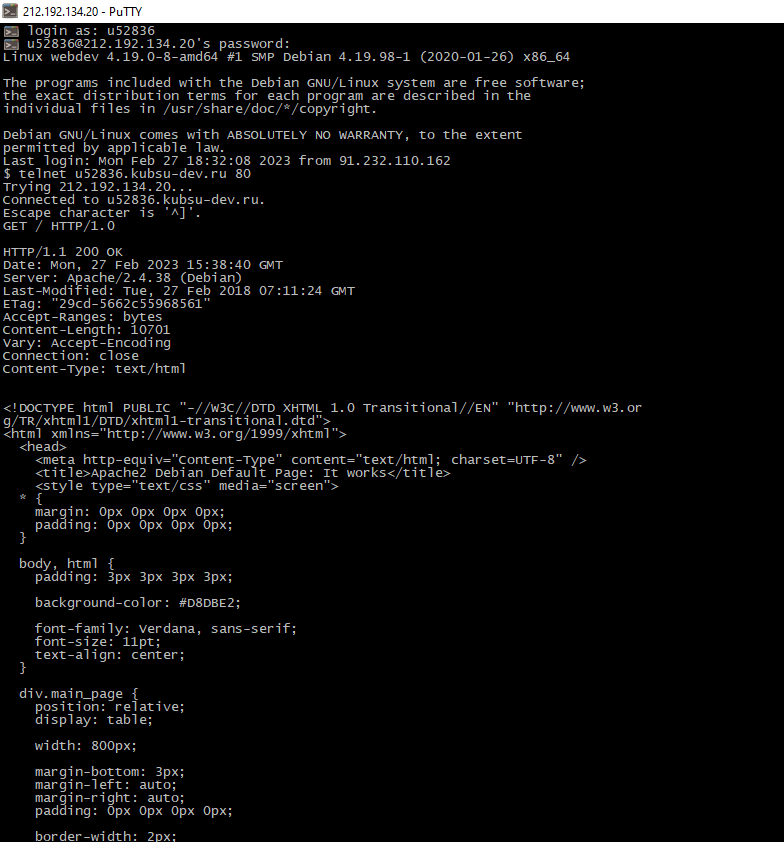 212.192.134.20 - PuTTY
login as: u52836
u52836@212.192.134.20's password:
Linux webdev 4.19.0-8-amd64 #1 SMP Debian 4.19.98-1 (2020-01-26) x86_64
The programs included with the Debian GNU/Linux system are free software;
the exact distribution terms for each program are described in the
individual files in /usr/share/doc/*/copyright.
Debian GNU/Linux comes with ABSOLUTELY NO WARRANTY, to the extent
permitted by applicable law.
Last login: Mon Feb 27 18:32:08 2023 from 91.232.110.162
$ telnet u52836.kubsu-dev.ru 80
Trying 212.192.134.20...
Connected to u52836.kubsu-dev.ru.
Escape character is '^]'.
GET / HTTP/1.0
HTTP/1.1 200 OK
Date: Mon, 27 Feb 2023 15:38:40 GMT
Server: Apache/2.4.38 (Debian)
Last-Modified: Tue, 27 Feb 2018 07:11:24 GMT
ETag: "29cd-5662c55968561"
Accept-Ranges: bytes
Content-Length: 10701
Vary: Accept-Encoding
Connection: close
Content-Type: text/html
<!DOCTYPE html PUBLIC "-//W3C//DTD XHTML 1.0 Transitional//EN" "http://www.w3.or
g/TR/xhtml1/DTD/xhtml1-transitional.dtd">
<html xmlns="http://www.w3.org/1999/xhtml">
<head>
<meta http-equiv="Content-Type" content="text/html; charset=UTF-8" />
<title>Apache2 Debian Default Page: It works</title>
<style type="text/css" media="screen">
* {
margin: 0px 0px 0px 0px;
padding: 0px 0px 0px 0px;
}
body, html {
padding: 3px 3px 3px 3px;
background-color: #D8DBE2;
font-family: Verdana, sans-serif;
font-size: 11pt;
text-align: center;
}
div.main_page {
position: relative;
display: table;
width: 800px;
margin-bottom: 3px;
margin-left: auto;
margin-right: auto;
padding: 0px 0px 0px 0px;
border-width: 2px;